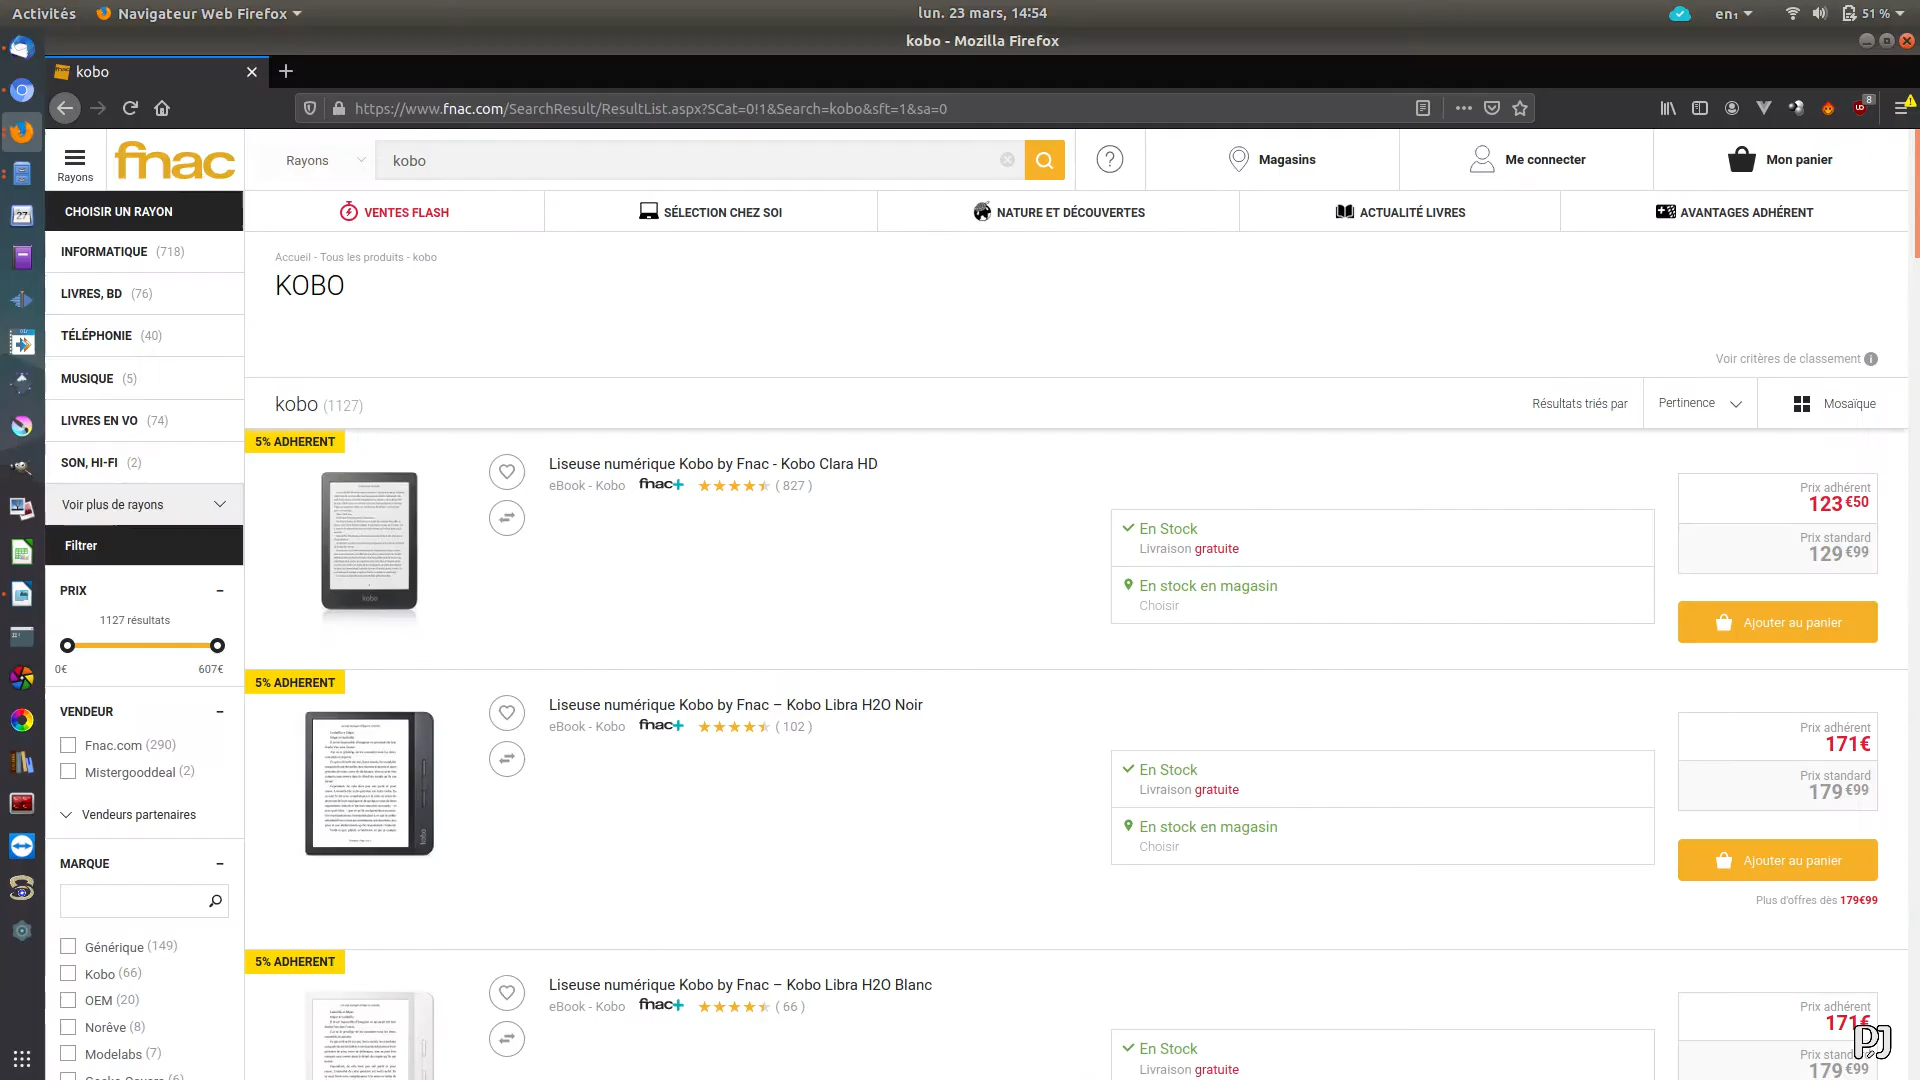 Activités
Navigateur Web Firefox
lun. 23 mars, 14:54
en₁
51 %
kobo - Mozilla Firefox
kobo
https://www.fnac.com/SearchResult/ResultList.aspx?SCat=0!1&Search=kobo&sft=1&sa=0
8
Rayons
fnac
Rayons
kobo
Magasins
Me connecter
Mon panier
CHOISIR UN RAYON
VENTES FLASH
SÉLECTION CHEZ SOI
NATURE ET DÉCOUVERTES
ACTUALITÉ LIVRES
AVANTAGES ADHÉRENT
INFORMATIQUE (718)
LIVRES, BD (76)
TÉLÉPHONIE (40)
MUSIQUE (5)
LIVRES EN VO (74)
SON, HI-FI (2)
Voir plus de rayons
Filtrer
PRIX
1127 résultats
0€
607€
VENDEUR
Fnac.com (290)
Mistergooddeal (2)
Vendeurs partenaires
MARQUE
Générique (149)
Kobo (66)
OEM (20)
Norêve (8)
Modelabs (7)
Accueil - Tous les produits - kobo
KOBO
Voir critères de classement
kobo (1127)
Résultats triés par
Pertinence
Mosaïque
5% ADHERENT
Liseuse numérique Kobo by Fnac - Kobo Clara HD
eBook - Kobo fnac+ ( 827 )
En Stock
Livraison gratuite
En stock en magasin
Choisir
Prix adhérent
123 €50
Prix standard
129 €99
Ajouter au panier
kobo
5% ADHERENT
Liseuse numérique Kobo by Fnac – Kobo Libra H2O Noir
eBook - Kobo fnac+ ( 102 )
En Stock
Livraison gratuite
En stock en magasin
Choisir
Prix adhérent
171€
Prix standard
179 €99
Ajouter au panier
Plus d'offres dès 179€99
kobo
5% ADHERENT
Liseuse numérique Kobo by Fnac – Kobo Libra H2O Blanc
eBook - Kobo fnac+ ( 66 )
En Stock
Livraison gratuite
Prix adhérent
171€
Prix standard
179 €99
PJ